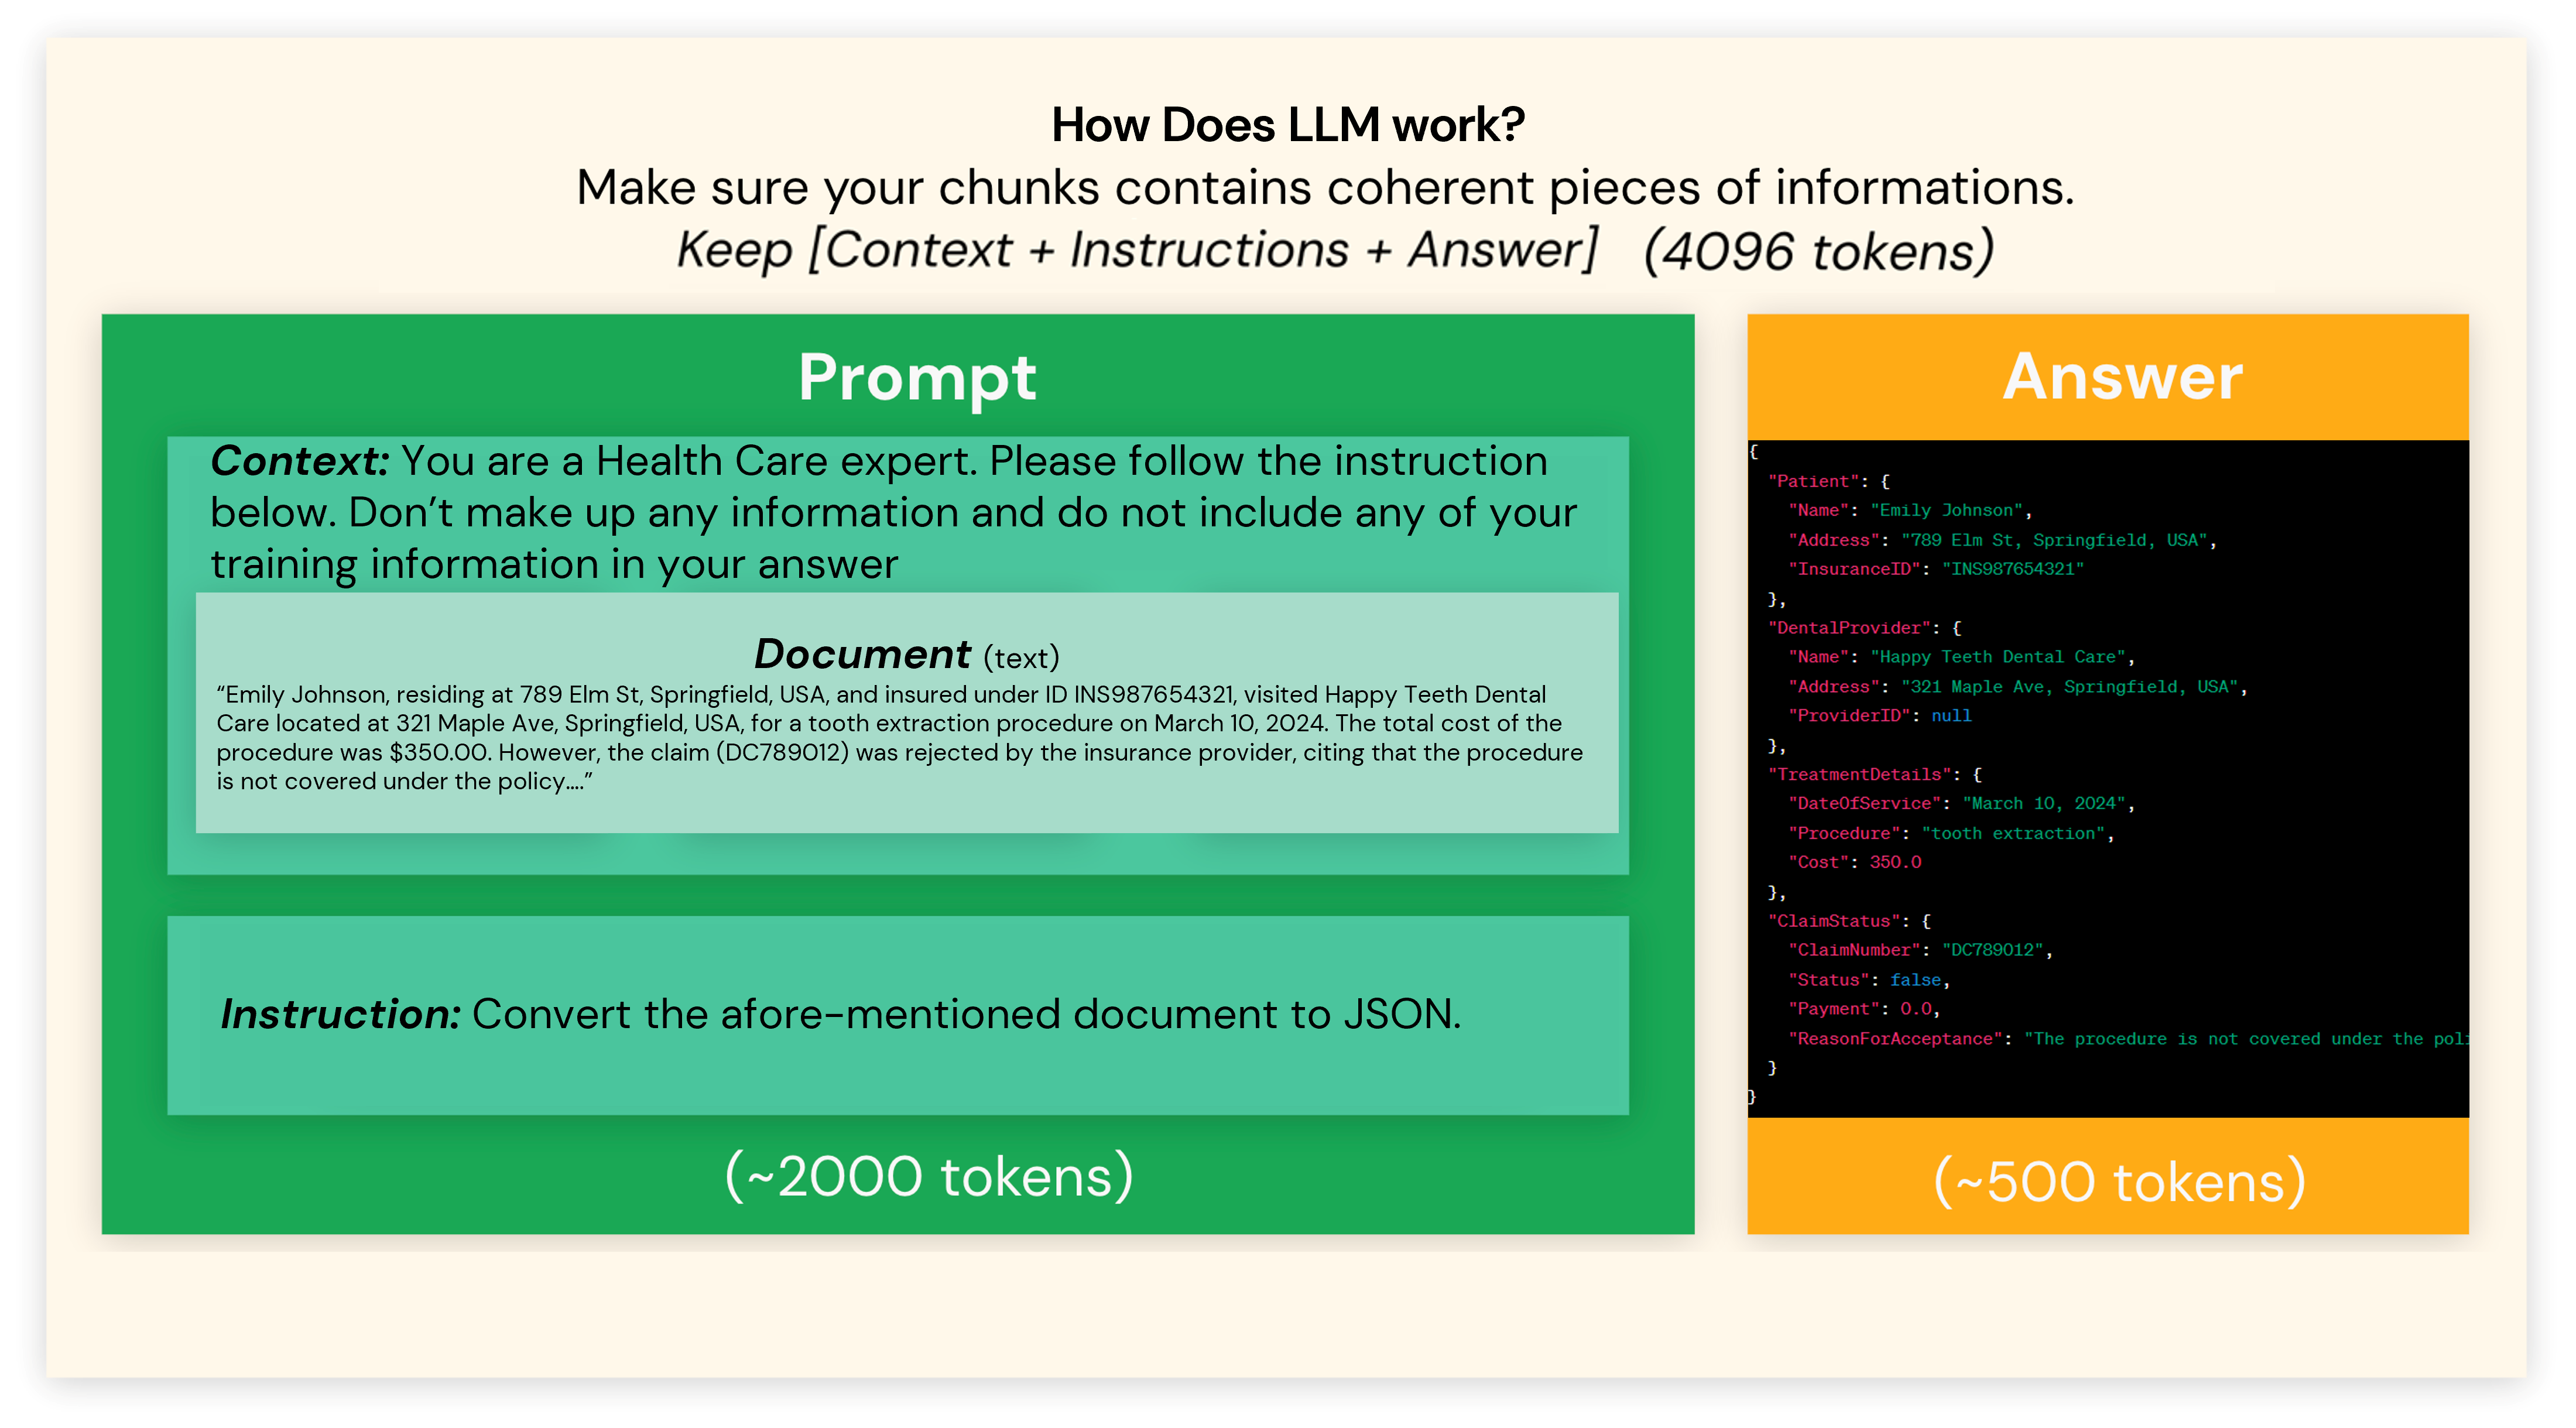 How Does LLM work?
Make sure your chunks contains coherent pieces of informations.
Keep [Context + Instructions + Answer] (4096 tokens)
Prompt
Context: You are a Health Care expert. Please follow the instruction
below. Don’t make up any information and do not include any of your
training information in your answer
Document (text)
“Emily Johnson, residing at 789 Elm St, Springfield, USA, and insured under ID INS987654321, visited Happy Teeth Dental
Care located at 321 Maple Ave, Springfield, USA, for a tooth extraction procedure on March 10, 2024. The total cost of the
procedure was $350.00. However, the claim (DC789012) was rejected by the insurance provider, citing that the procedure
is not covered under the policy....”
Instruction: Convert the afore-mentioned document to JSON.
(~2000 tokens)
Answer
{
  "Patient": {
    "Name": "Emily Johnson",
    "Address": "789 Elm St, Springfield, USA",
    "InsuranceID": "INS987654321"
  },
  "DentalProvider": {
    "Name": "Happy Teeth Dental Care",
    "Address": "321 Maple Ave, Springfield, USA",
    "ProviderID": null
  },
  "TreatmentDetails": {
    "DateOfService": "March 10, 2024",
    "Procedure": "tooth extraction",
    "Cost": 350.0
  },
  "ClaimStatus": {
    "ClaimNumber": "DC789012",
    "Status": false,
    "Payment": 0.0,
    "ReasonForAcceptance": "The procedure is not covered under the poli
  }
}
(~500 tokens)